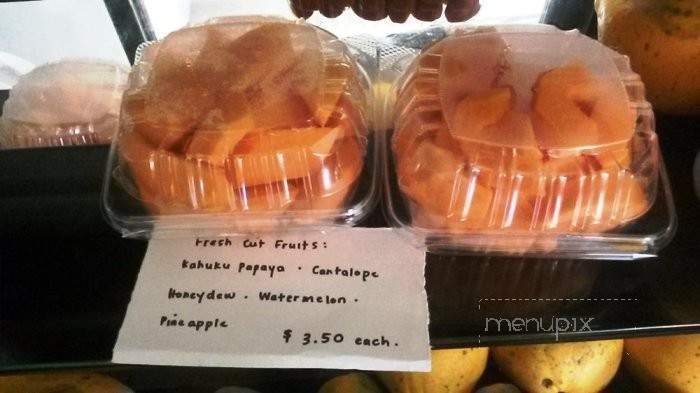 Fresh Cut Fruits:
Kahuku Papaya · Cantalope
Honeydew · Watermelon ·
Pineapple
$ 3.50 each.
menupix